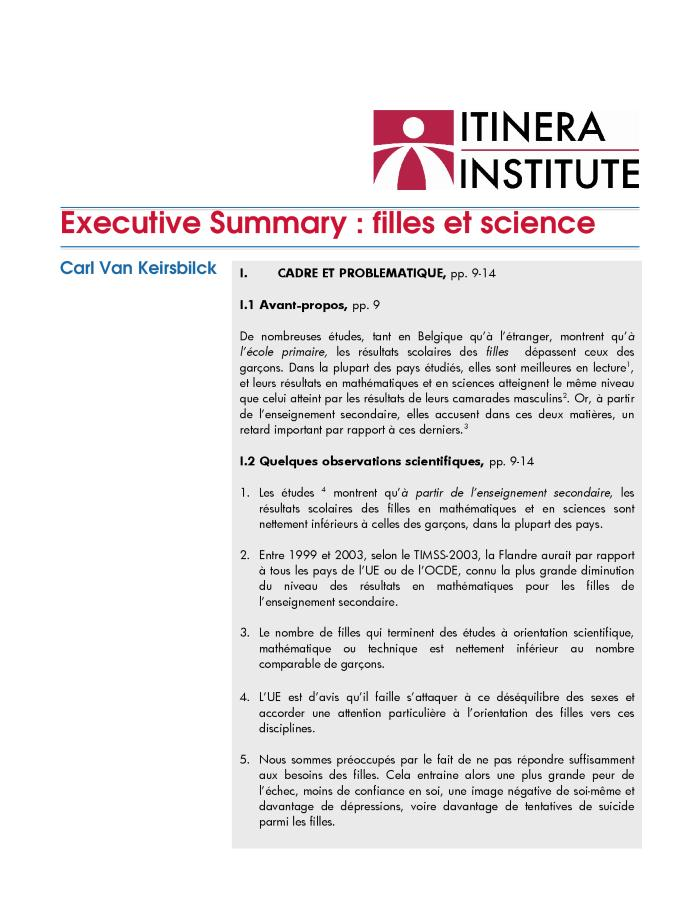 ITINERA
INSTITUTE
Executive Summary : filles et science
Carl Van Keirsbilck
I. CADRE ET PROBLEMATIQUE, pp. 9-14
I.1 Avant-propos, pp. 9
De nombreuses études, tant en Belgique qu’à l’étranger, montrent qu’à
l’école primaire, les résultats scolaires des filles dépassent ceux des
garçons. Dans la plupart des pays étudiés, elles sont meilleures en lecture1,
et leurs résultats en mathématiques et en sciences atteignent le même niveau
que celui atteint par les résultats de leurs camarades masculins2. Or, à partir
de l’enseignement secondaire, elles accusent dans ces deux matières, un
retard important par rapport à ces derniers.3
I.2 Quelques observations scientifiques, pp. 9-14
1. Les études 4 montrent qu’à partir de l’enseignement secondaire, les
résultats scolaires des filles en mathématiques et en sciences sont
nettement inférieurs à celles des garçons, dans la plupart des pays.
2. Entre 1999 et 2003, selon le TIMSS-2003, la Flandre aurait par rapport
à tous les pays de l’UE ou de l’OCDE, connu la plus grande diminution
du niveau des résultats en mathématiques pour les filles de
l’enseignement secondaire.
3. Le nombre de filles qui terminent des études à orientation scientifique,
mathématique ou technique est nettement inférieur au nombre
comparable de garçons.
4. L’UE est d’avis qu’il faille s’attaquer à ce déséquilibre des sexes et
accorder une attention particulière à l’orientation des filles vers ces
disciplines.
5. Nous sommes préoccupés par le fait de ne pas répondre suffisamment
aux besoins des filles. Cela entraine alors une plus grande peur de
l’échec, moins de confiance en soi, une image négative de soi-même et
davantage de dépressions, voire davantage de tentatives de suicide
parmi les filles.